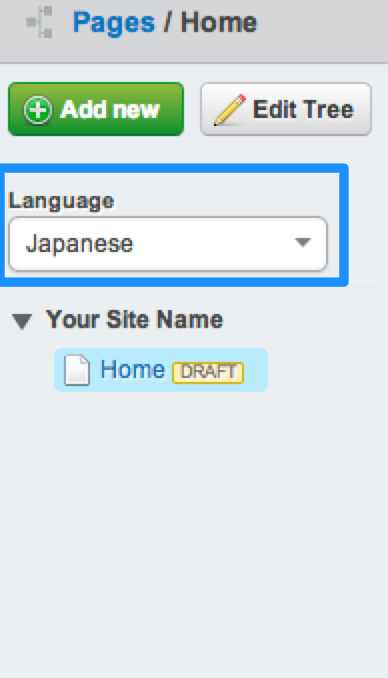 Pages / Home
Add new Edit Tree
Language
Japanese
Your Site Name
Home DRAFT